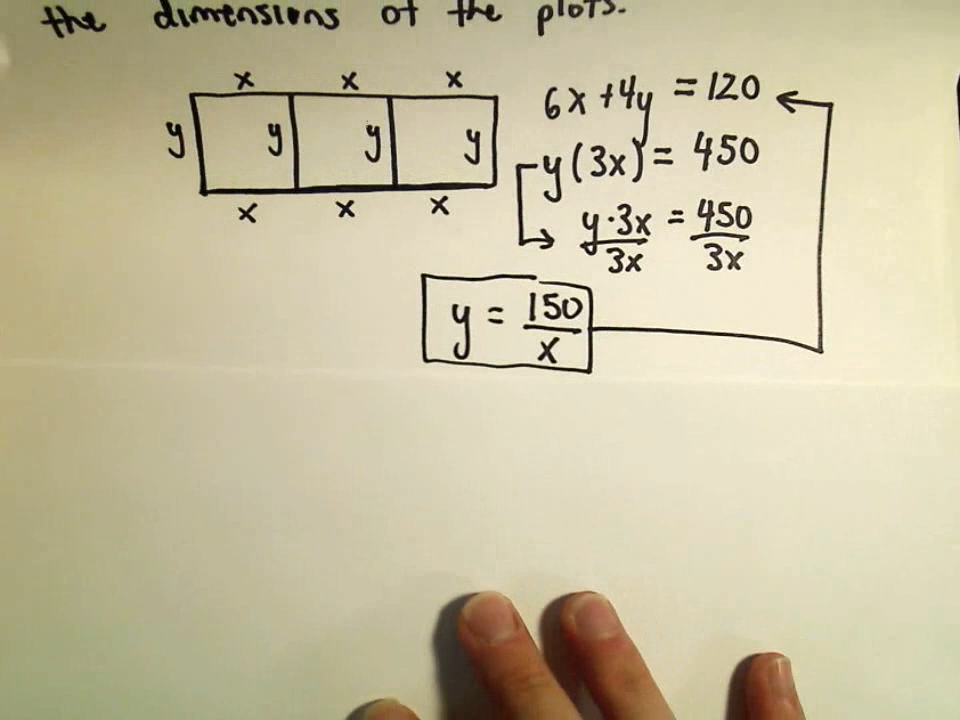 the dimensions of the plots.
x x x
y y y y
x x x
6x+4y = 120
y(3x) = 450
y·3x/3x = 450/3x
y = 150/x